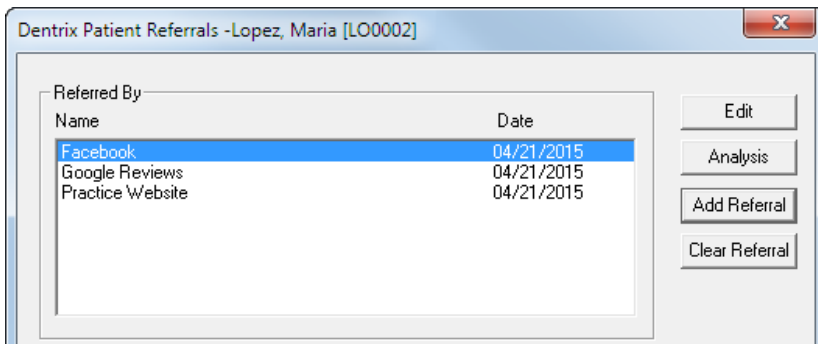 Dentrix Patient Referrals -Lopez, Maria [LO0002]
Referred By
Name Date
Facebook 04/21/2015
Google Reviews 04/21/2015
Practice Website 04/21/2015
Edit
Analysis
Add Referral
Clear Referral